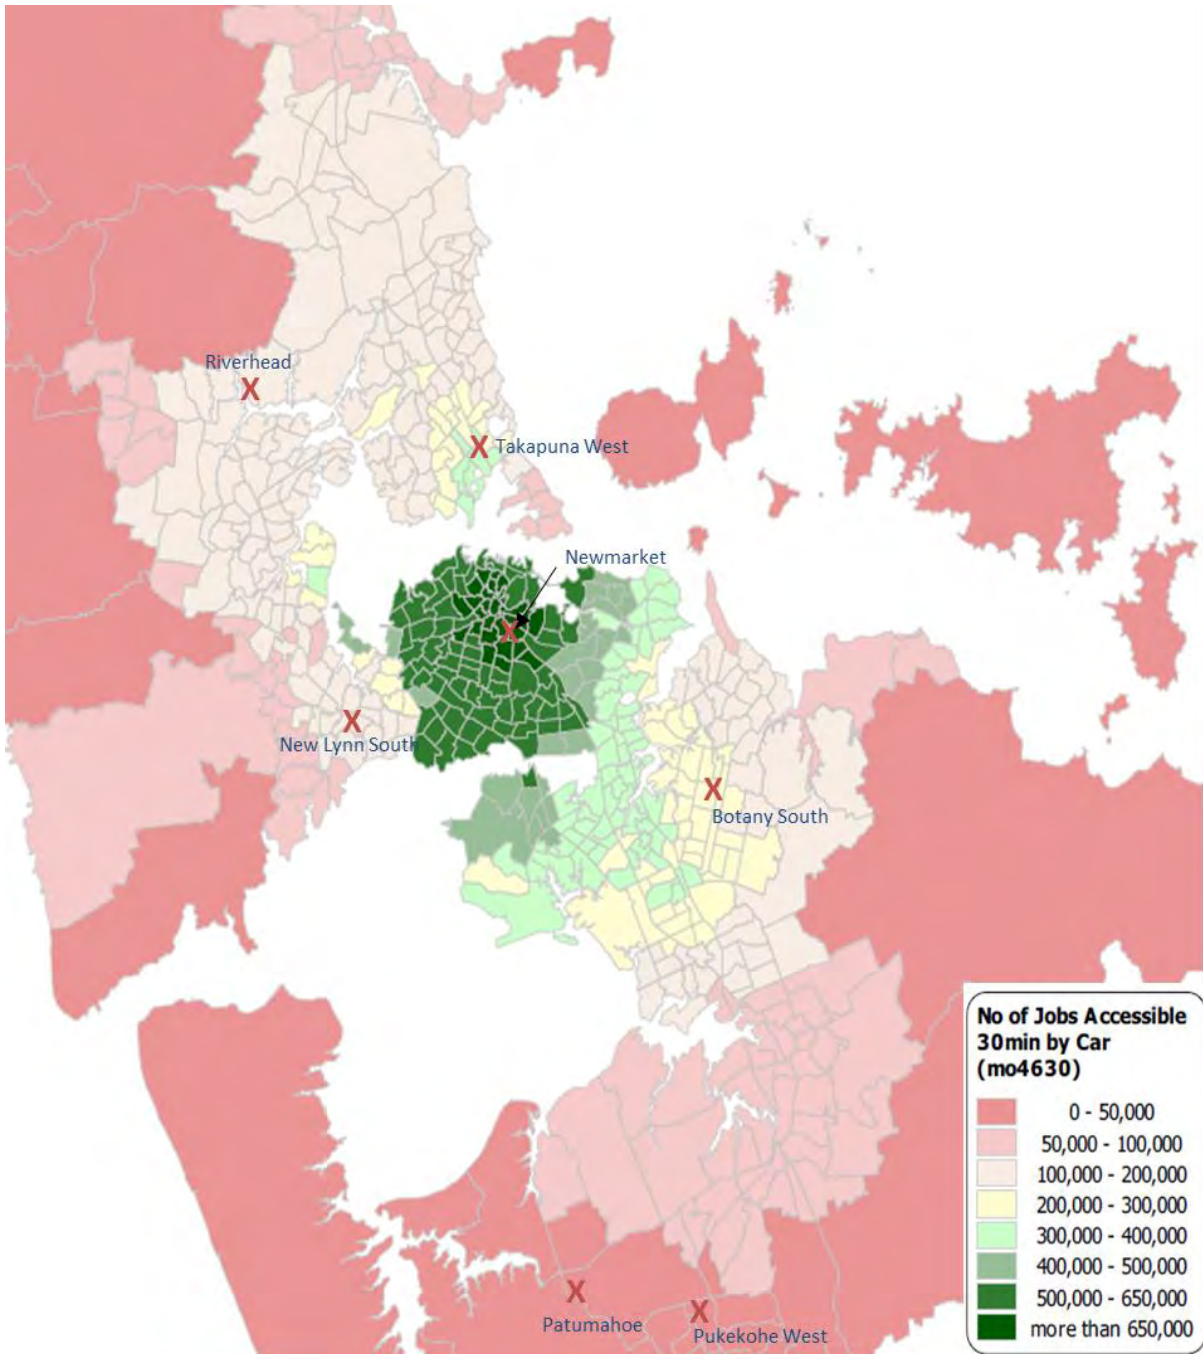 Riverhead
X
X Takapuna West
Newmarket
X
X
New Lynn South
X
Botany South
X
Patumahoe
X
Pukekohe West
No of Jobs Accessible
30min by Car
(mo4630)
0 - 50,000
50,000 - 100,000
100,000 - 200,000
200,000 - 300,000
300,000 - 400,000
400,000 - 500,000
500,000 - 650,000
more than 650,000